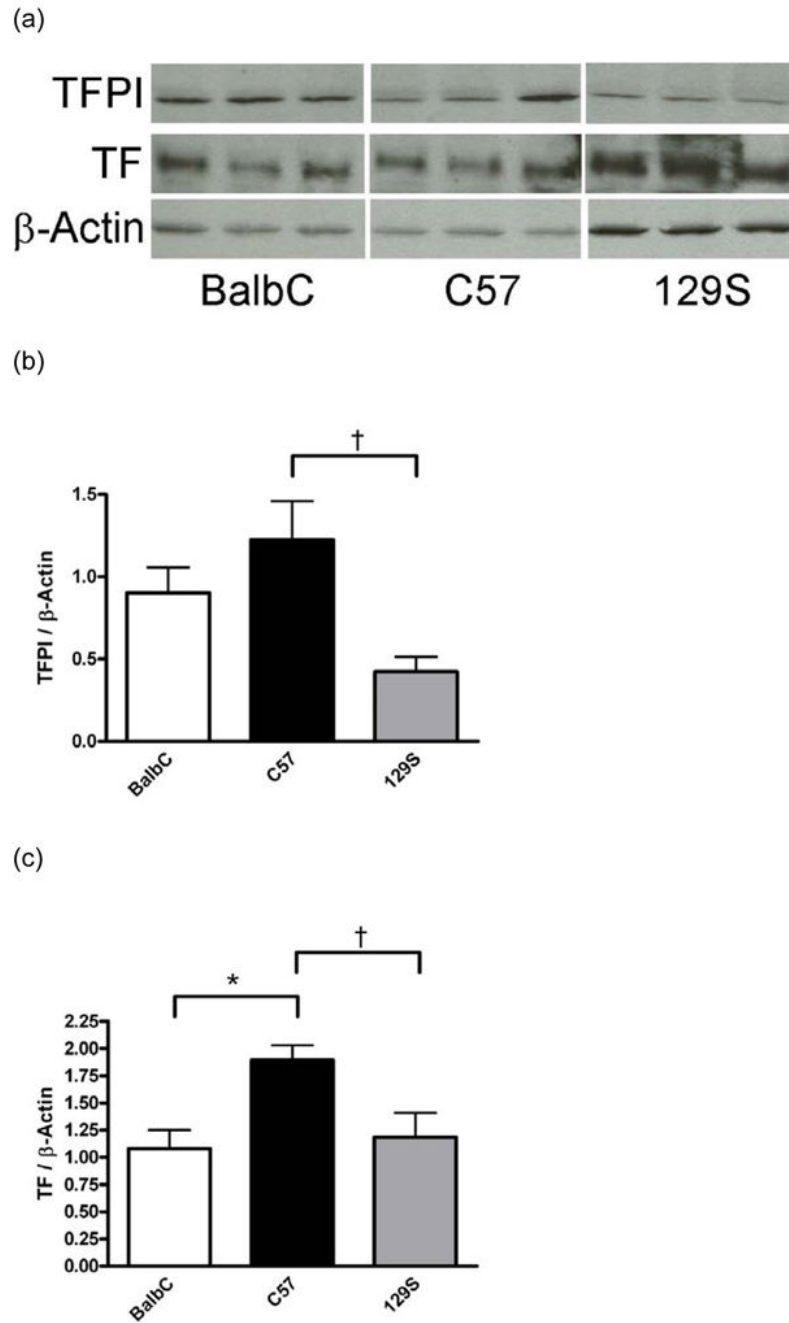 (a)
TFPI
TF
β-Actin
BalbC C57 129S
(b)
†
TFPI / β-Actin
1.5
1.0
0.5
0.0
BalbC C57 129S
(c)
†
*
TF / β-Actin
2.25
2.00
1.75
1.50
1.25
1.00
0.75
0.50
0.25
0.00
BalbC C57 129S